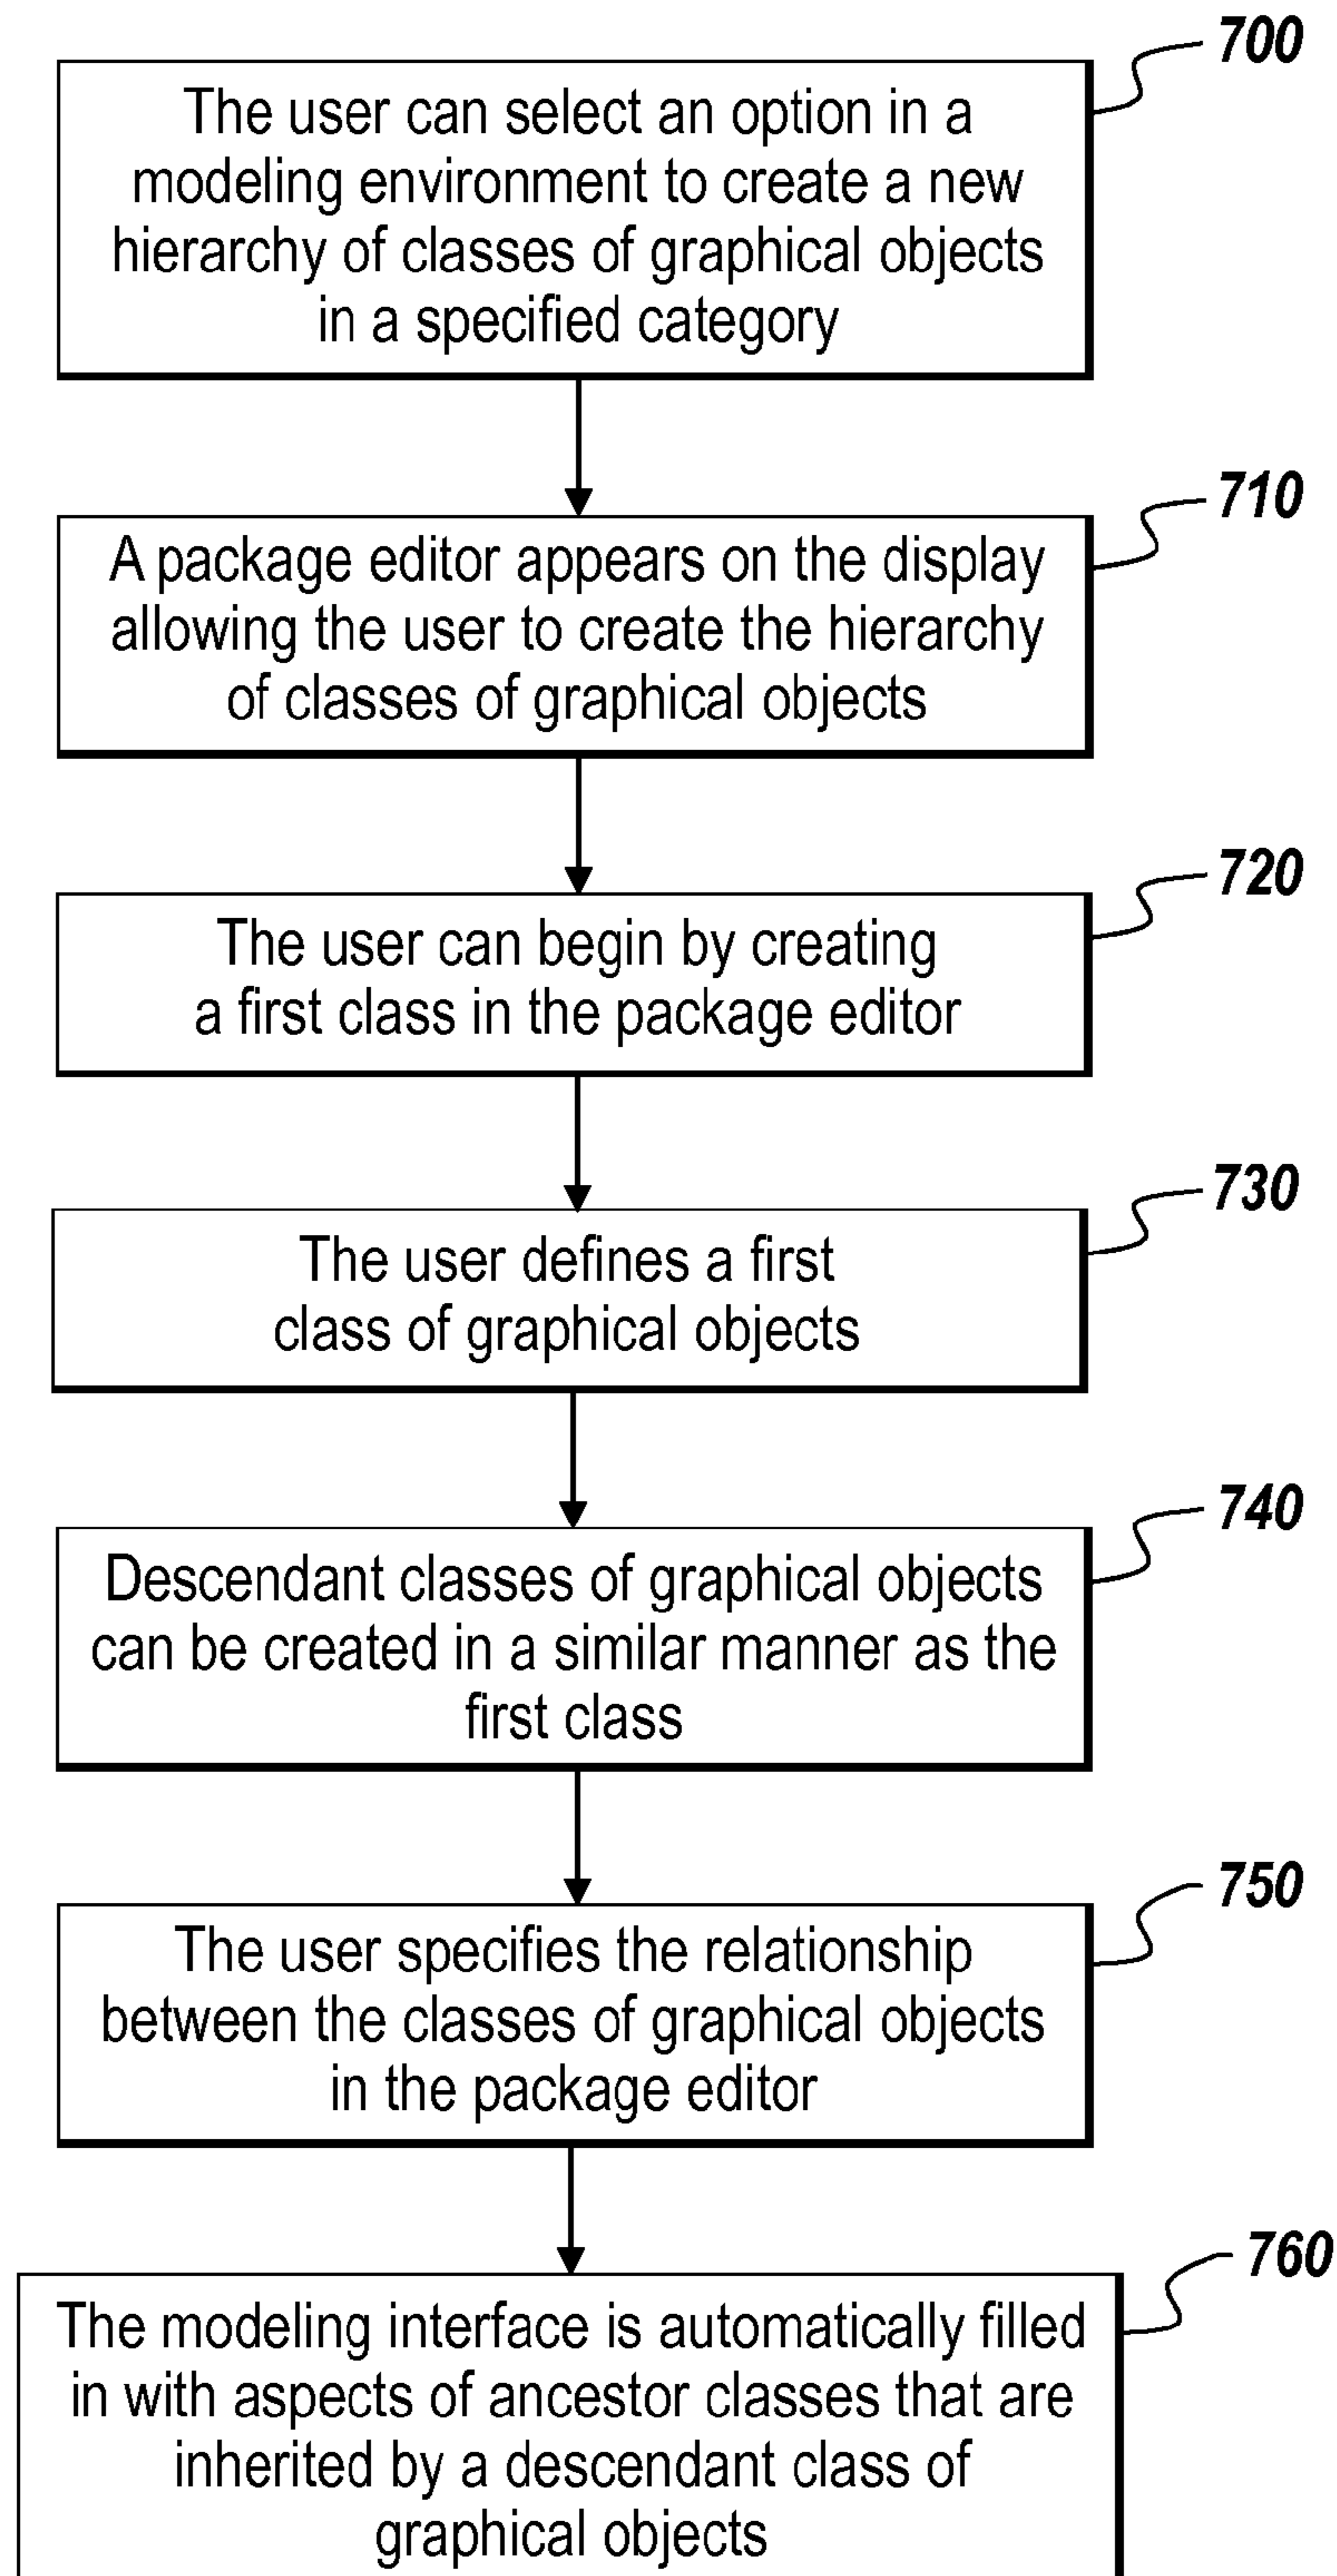 700
The user can select an option in a
modeling environment to create a new
hierarchy of classes of graphical objects
in a specified category
710
A package editor appears on the display
allowing the user to create the hierarchy
of classes of graphical objects
720
The user can begin by creating
a first class in the package editor
730
The user defines a first
class of graphical objects
740
Descendant classes of graphical objects
can be created in a similar manner as the
first class
750
The user specifies the relationship
between the classes of graphical objects
in the package editor
760
The modeling interface is automatically filled
in with aspects of ancestor classes that are
inherited by a descendant class of
graphical objects